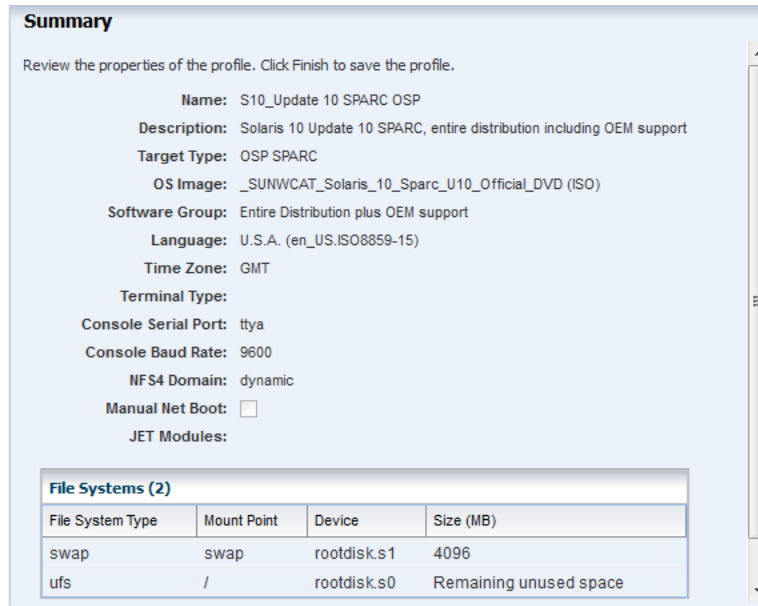 Summary
Review the properties of the profile. Click Finish to save the profile.
Name: S10_Update 10 SPARC OSP
Description: Solaris 10 Update 10 SPARC, entire distribution including OEM support
Target Type: OSP SPARC
OS Image: _SUNWCAT_Solaris_10_Sparc_U10_Official_DVD (ISO)
Software Group: Entire Distribution plus OEM support
Language: U.S.A. (en_US.ISO8859-15)
Time Zone: GMT
Terminal Type:
Console Serial Port: ttya
Console Baud Rate: 9600
NFS4 Domain: dynamic
Manual Net Boot:
JET Modules:
File Systems (2)
File System Type Mount Point Device Size (MB)
swap swap rootdisk.s1 4096
ufs / rootdisk.s0 Remaining unused space